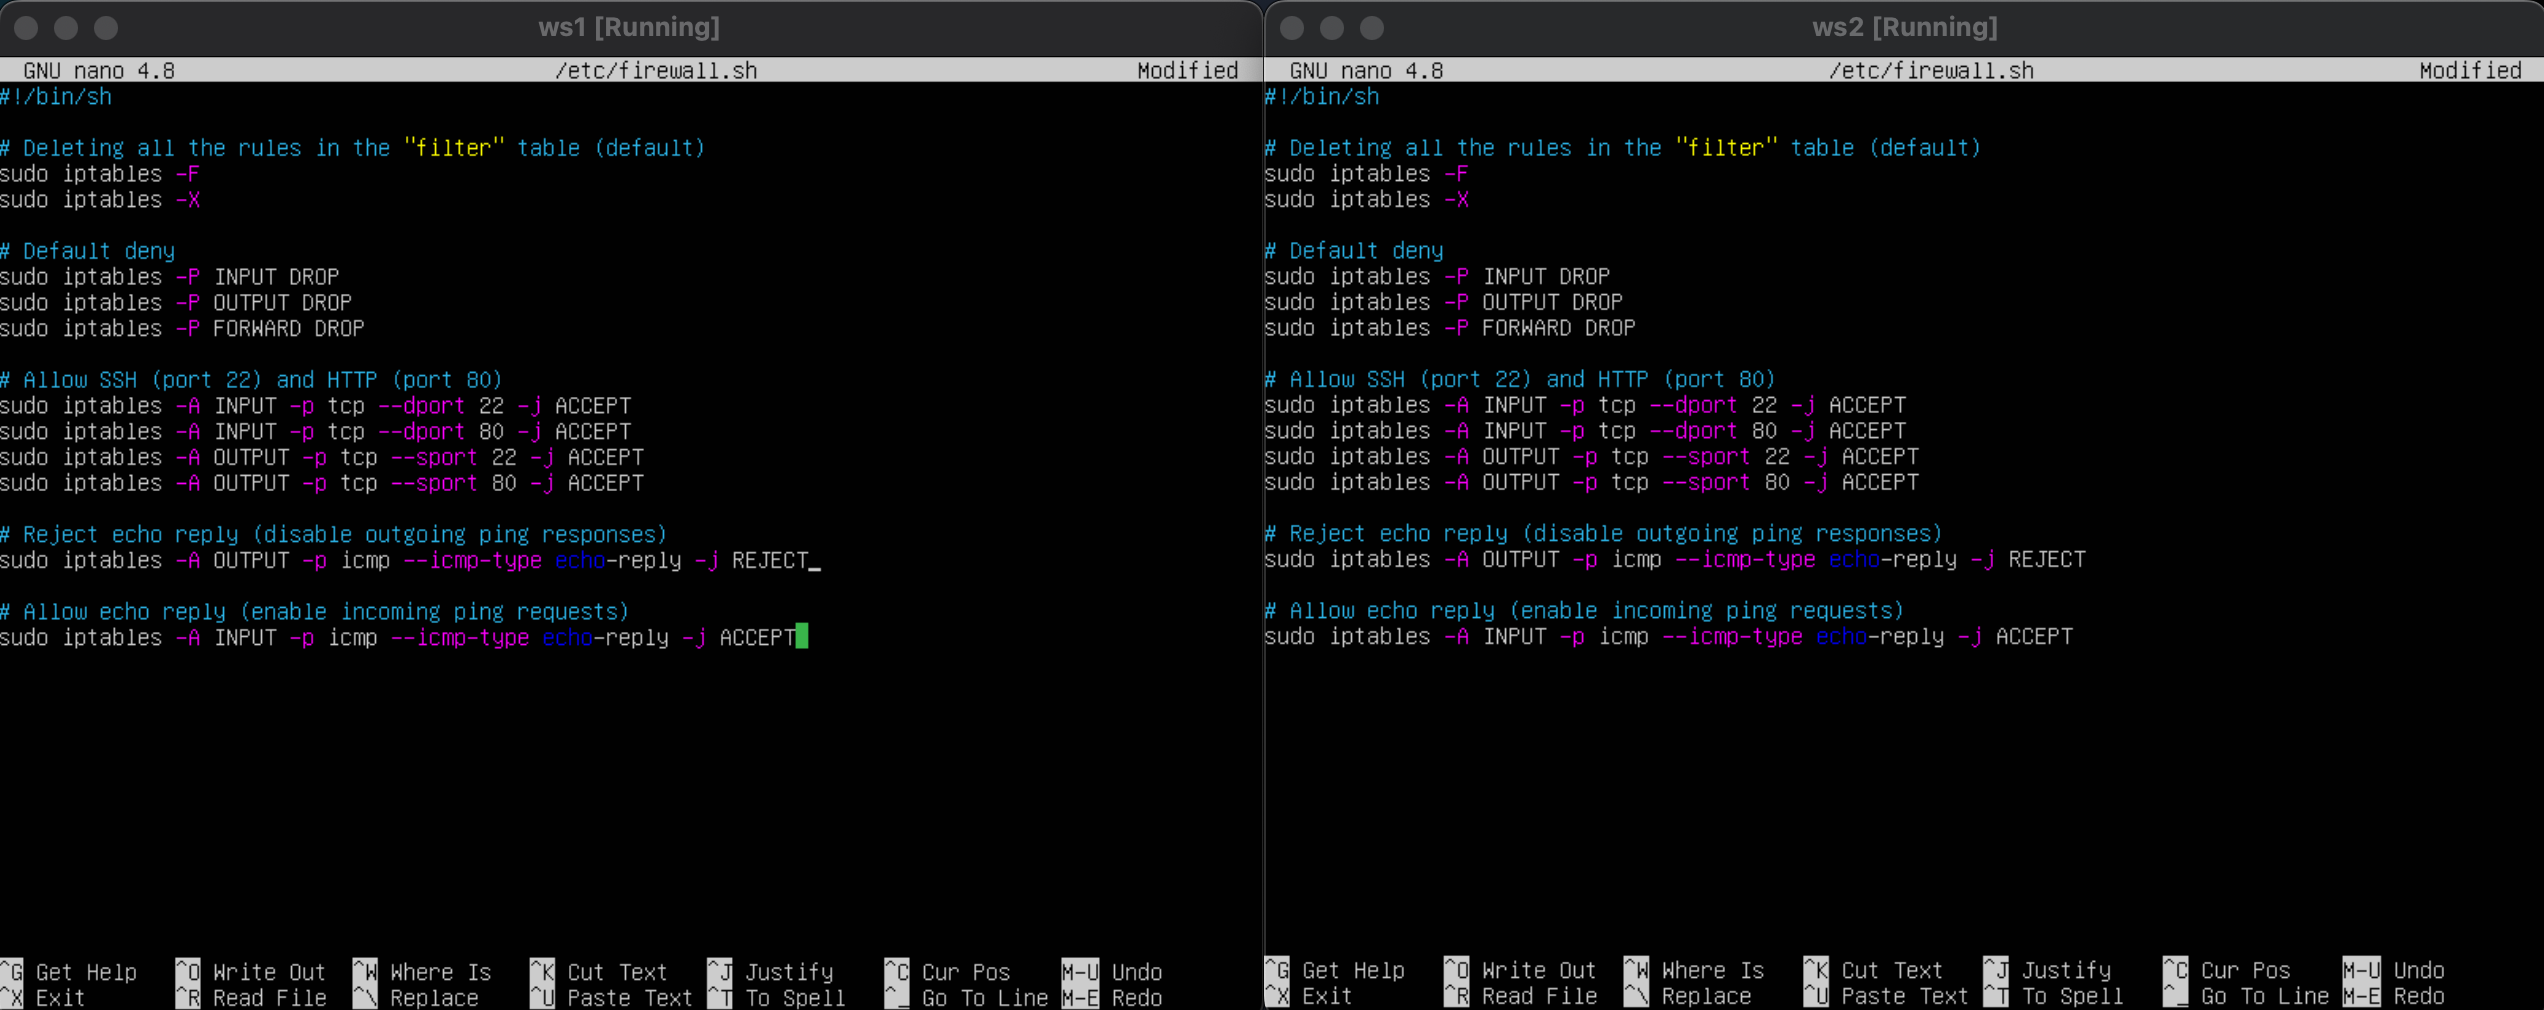 ws1 [Running]
GNU nano 4.8 /etc/firewall.sh Modified
#!/bin/sh
# Deleting all the rules in the "filter" table (default)
sudo iptables -F
sudo iptables -X
# Default deny
sudo iptables -P INPUT DROP
sudo iptables -P OUTPUT DROP
sudo iptables -P FORWARD DROP
# Allow SSH (port 22) and HTTP (port 80)
sudo iptables -A INPUT -p tcp --dport 22 -j ACCEPT
sudo iptables -A INPUT -p tcp --dport 80 -j ACCEPT
sudo iptables -A OUTPUT -p tcp --sport 22 -j ACCEPT
sudo iptables -A OUTPUT -p tcp --sport 80 -j ACCEPT
# Reject echo reply (disable outgoing ping responses)
sudo iptables -A OUTPUT -p icmp --icmp-type echo-reply -j REJECT_
# Allow echo reply (enable incoming ping requests)
sudo iptables -A INPUT -p icmp --icmp-type echo-reply -j ACCEPT
^G Get Help ^O Write Out ^W Where Is ^K Cut Text ^J Justify ^C Cur Pos M-U Undo
^X Exit ^R Read File ^\ Replace ^U Paste Text ^T To Spell ^_ Go To Line M-E Redo
ws2 [Running]
GNU nano 4.8 /etc/firewall.sh Modified
#!/bin/sh
# Deleting all the rules in the "filter" table (default)
sudo iptables -F
sudo iptables -X
# Default deny
sudo iptables -P INPUT DROP
sudo iptables -P OUTPUT DROP
sudo iptables -P FORWARD DROP
# Allow SSH (port 22) and HTTP (port 80)
sudo iptables -A INPUT -p tcp --dport 22 -j ACCEPT
sudo iptables -A INPUT -p tcp --dport 80 -j ACCEPT
sudo iptables -A OUTPUT -p tcp --sport 22 -j ACCEPT
sudo iptables -A OUTPUT -p tcp --sport 80 -j ACCEPT
# Reject echo reply (disable outgoing ping responses)
sudo iptables -A OUTPUT -p icmp --icmp-type echo-reply -j REJECT
# Allow echo reply (enable incoming ping requests)
sudo iptables -A INPUT -p icmp --icmp-type echo-reply -j ACCEPT
^G Get Help ^O Write Out ^W Where Is ^K Cut Text ^J Justify ^C Cur Pos M-U Undo
^X Exit ^R Read File ^\ Replace ^U Paste Text ^T To Spell ^_ Go To Line M-E Redo